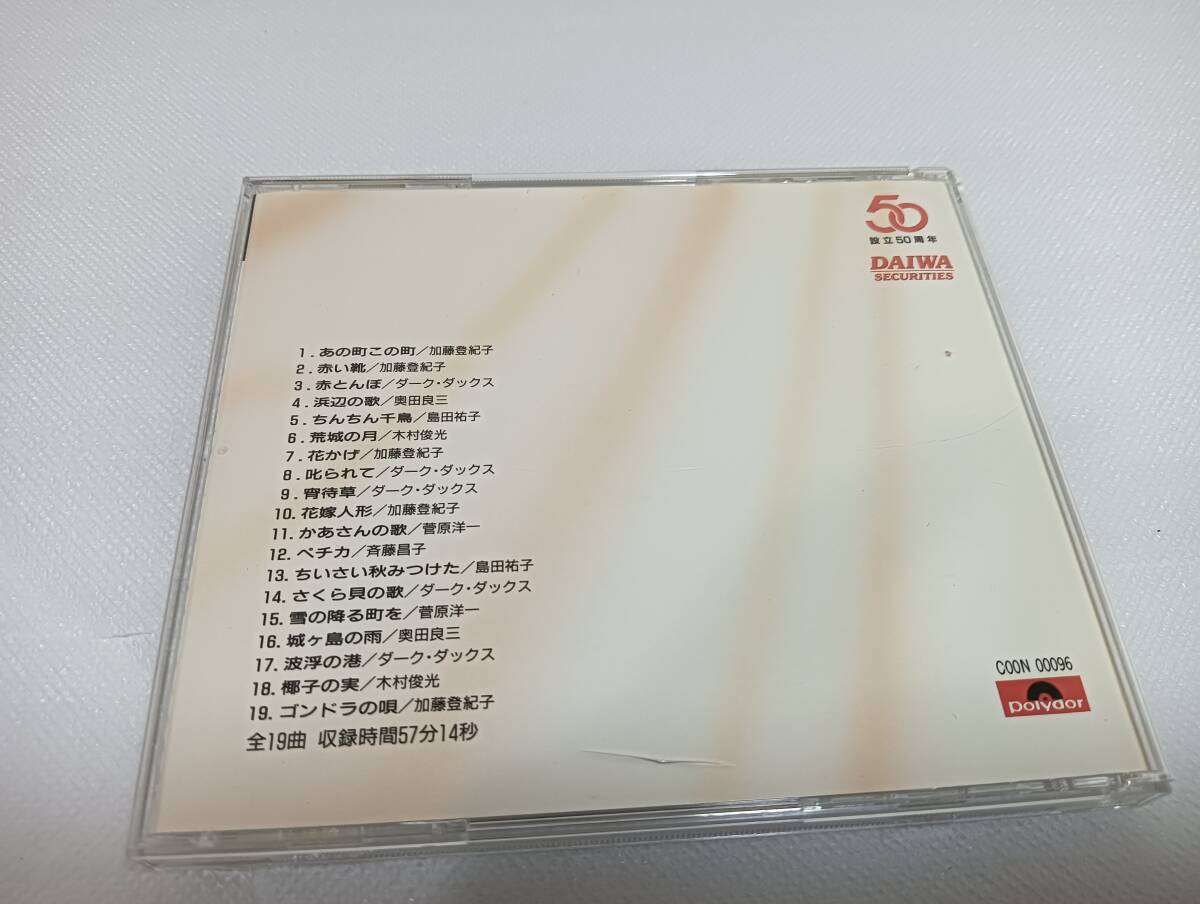 50
設立50周年
DAIWA
SECURITIES
1. あの町この町/加藤登紀子
2. 赤い靴/加藤登紀子
3. 赤とんぼ/ダーク・ダックス
4. 浜辺の歌/奥田良三
5. ちんちん千鳥/島田祐子
6. 荒城の月/木村俊光
7. 花かげ/加藤登紀子
8. 叱られて/ダーク・ダックス
9. 宵待草/ダーク・ダックス
10. 花嫁人形/加藤登紀子
11. かあさんの歌/菅原洋一
12. ペチカ/斉藤昌子
13. ちいさい秋みつけた/島田祐子
14. さくら貝の歌/ダーク・ダックス
15. 雪の降る町を/菅原洋一
16. 城ヶ島の雨/奥田良三
17. 波浮の港/ダーク・ダックス
18. 椰子の実/木村俊光
19. ゴンドラの唄/加藤登紀子
全19曲 収録時間57分14秒
COON 00096
polydor